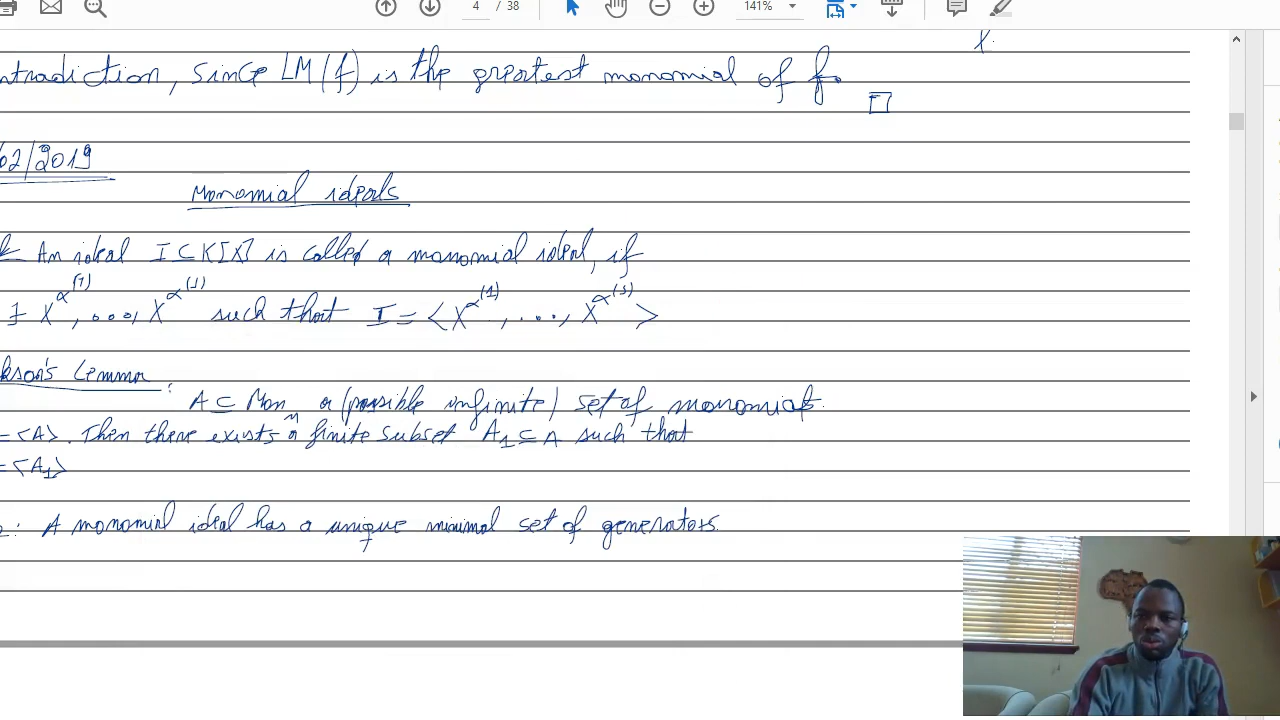 4 / 38 141%
ntradiction, since LM(f) is the greatest monomial of f.
02/2019
Monomial ideals
An ideal I ⊂ K[X] is called a monomial ideal, if
∃ X^α^(1), ..., X^α^(s) such that I = <X^α^(1), ..., X^α^(s)>
kson's Lemma:
A ⊆ Mon_n a (possible infinite) set of monomials.
= <A>. Then there exists a finite subset A_1 ⊆ A such that
= <A_1>
: A monomial ideal has a unique minimal set of generators.